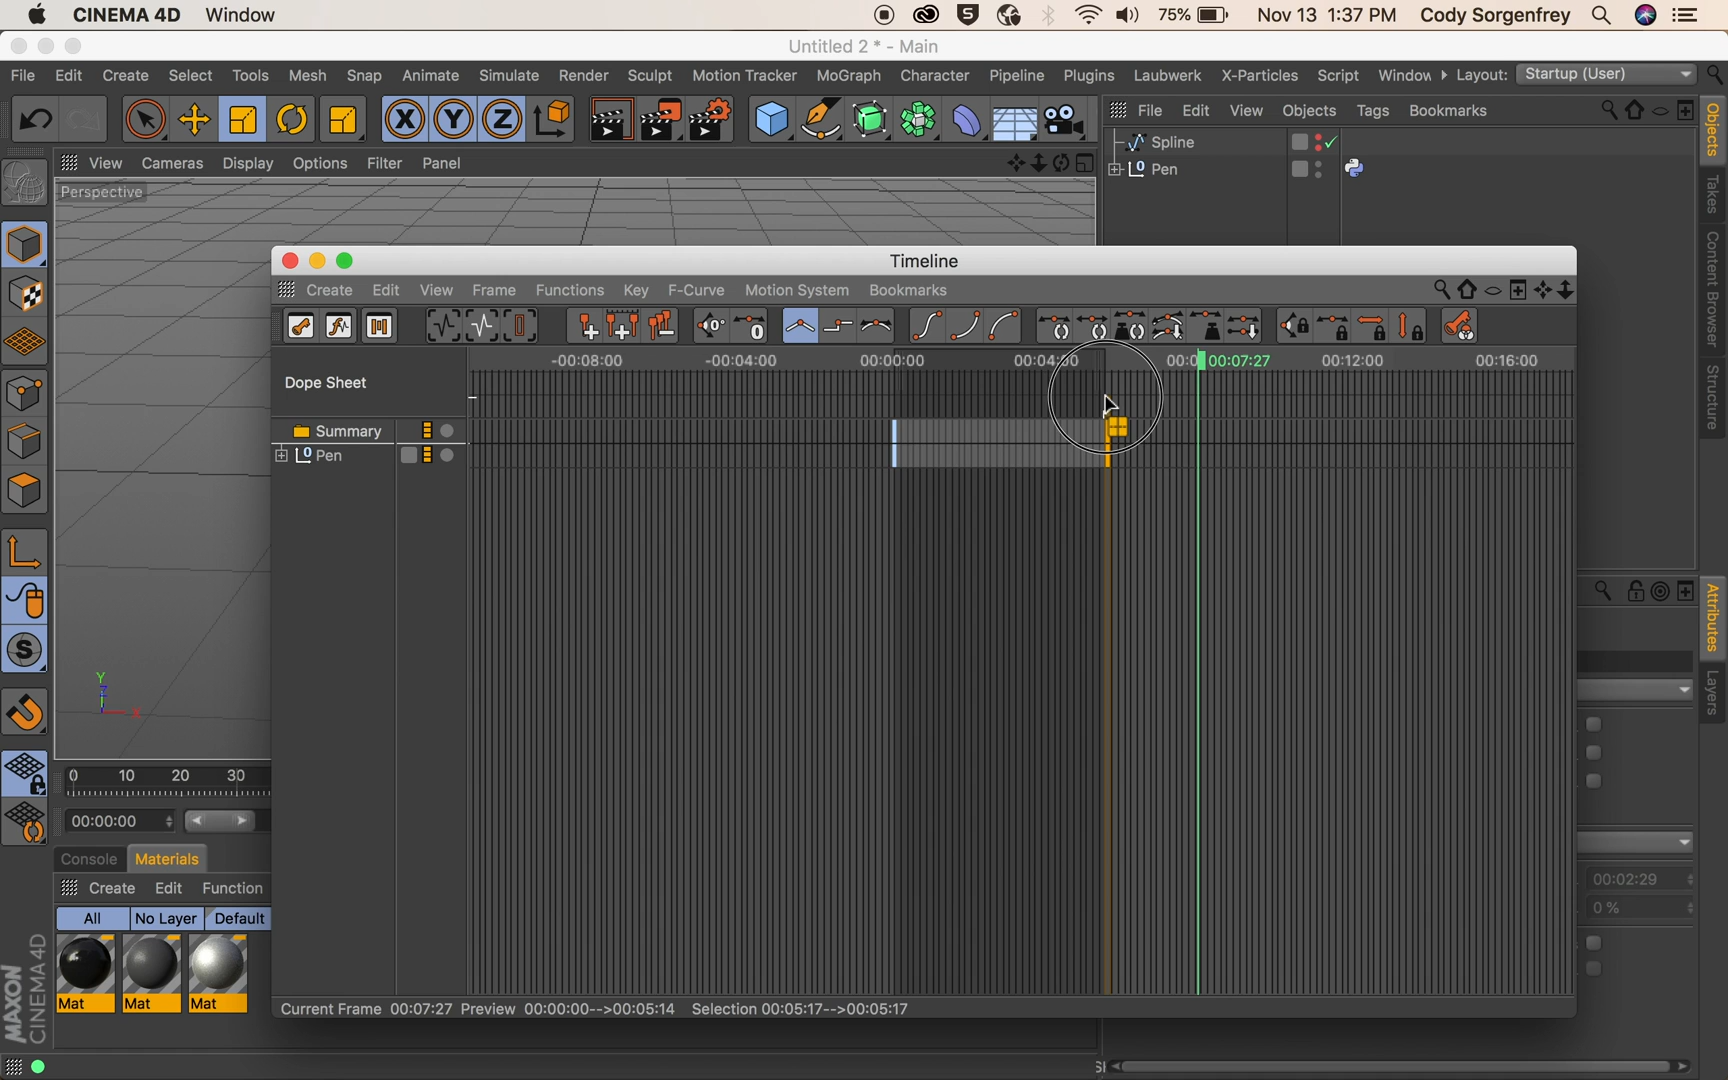 CINEMA 4D Window 75% Nov 13 1:37 PM Cody Sorgenfrey
Untitled 2 * - Main
File Edit Create Select Tools Mesh Snap Animate Simulate Render Sculpt Motion Tracker MoGraph Character Pipeline Plugins Laubwerk X-Particles Script Window Layout: Startup (User)
X Y Z
File Edit View Objects Tags Bookmarks
Spline
Pen
View Cameras Display Options Filter Panel
Perspective
Objects
Takes
Content Browser
Structure
Attributes
Layers
Timeline
Create Edit View Frame Functions Key F-Curve Motion System Bookmarks
-00:08:00 -00:04:00 00:00:00 00:04:00 00:0 00:07:27 00:12:00 00:16:00
Dope Sheet
Summary
Pen
Y
Z
X
0 10 20 30
00:00:00
Console Materials
Create Edit Function
All No Layer Default
Mat Mat Mat
00:02:29
0 %
Current Frame 00:07:27 Preview 00:00:00-->00:05:14 Selection 00:05:17-->00:05:17
MAXON
CINEMA 4D